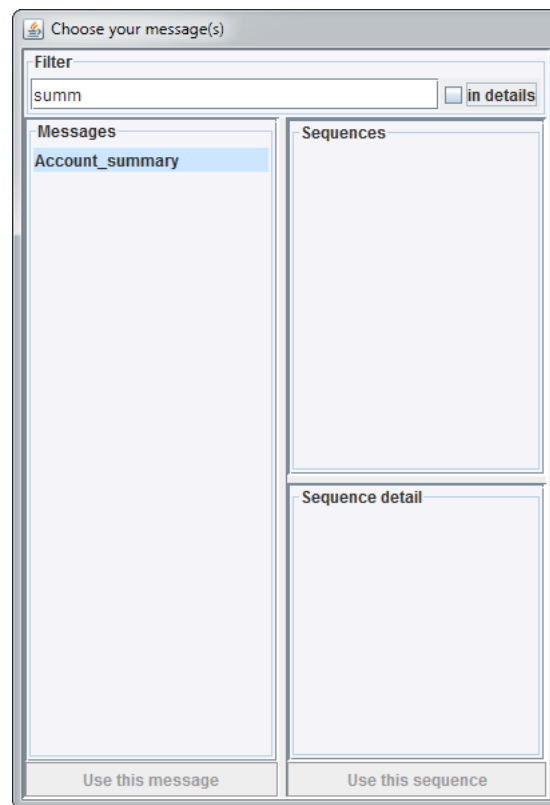 Choose your message(s)
Filter
summ
in details
Messages
Account_summary
Sequences
Sequence detail
Use this message
Use this sequence